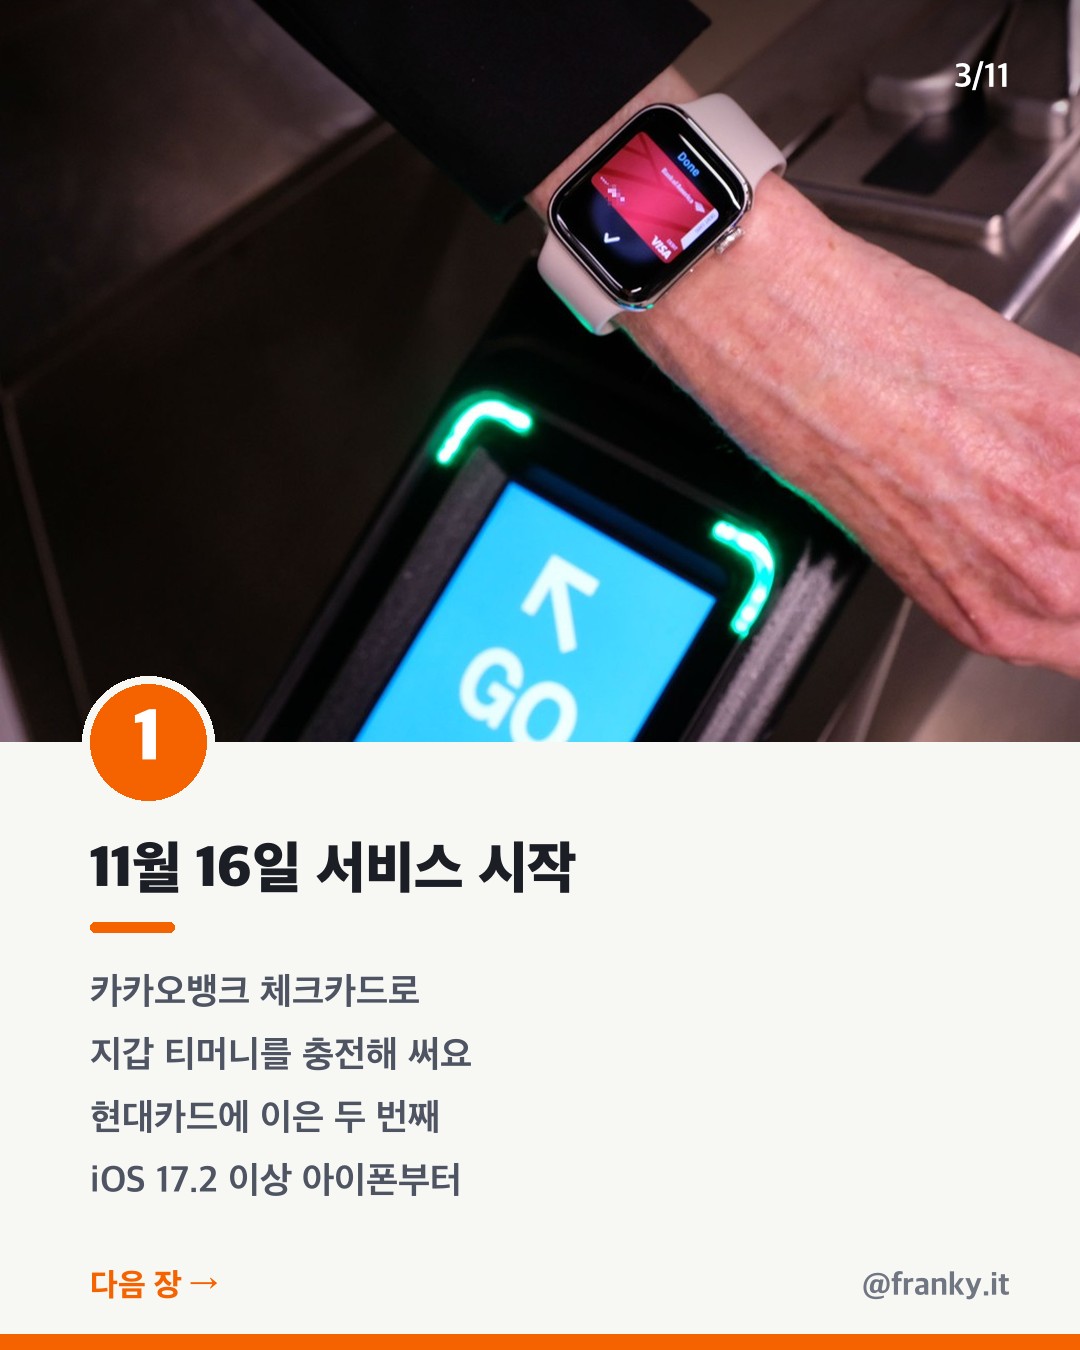 3/11
Done
Bank of America
VISA
GO
1
11월 16일 서비스 시작
카카오뱅크 체크카드로
지갑 티머니를 충전해 써요
현대카드에 이은 두 번째
iOS 17.2 이상 아이폰부터
다음 장 →
@franky.it